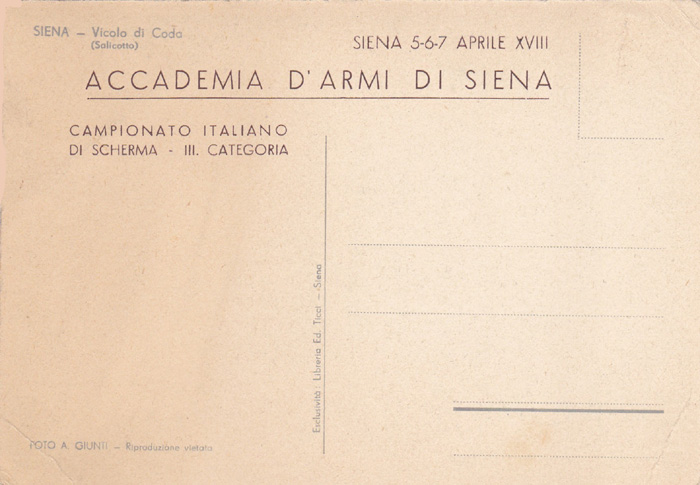 SIENA – Vicolo di Coda
(Salicotto)
SIENA 5-6-7 APRILE XVIII
ACCADEMIA D'ARMI DI SIENA
CAMPIONATO ITALIANO
DI SCHERMA - III. CATEGORIA
Esclusività: Libreria Ed. Ticci – Siena
FOTO A. GIUNTI – Riproduzione vietata